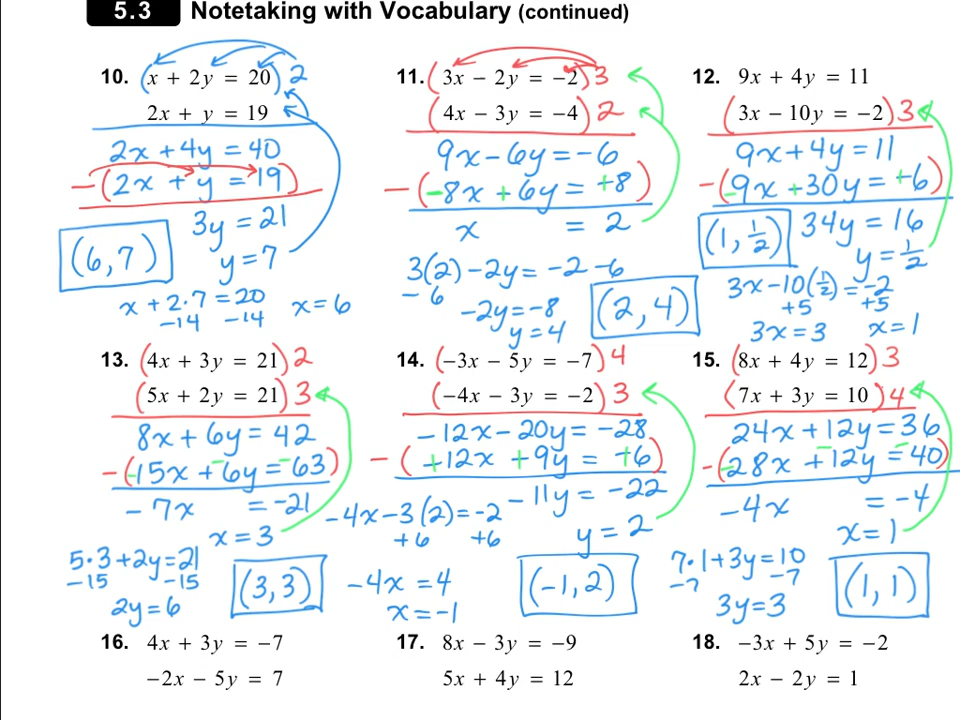 5.3 Notetaking with Vocabulary (continued)
10. (x + 2y = 20) 2
2x + y = 19
2x + 4y = 40
-(2x + y = 19)
3y = 21
(6, 7)
y = 7
x + 2·7 = 20
-14 -14
x = 6
11. (3x − 2y = −2) 3
(4x − 3y = −4) 2
9x - 6y = -6
-(-8x + 6y = +8)
x = 2
3(2) - 2y = -2 - 6
-6
-2y = -8
y = 4
(2, 4)
12. 9x + 4y = 11
(3x − 10y = −2) 3
9x + 4y = 11
-(-9x + 30y = +6)
(1, 1/2)
34y = 16
y = 1/2
3x - 10(1/2) = -2
+5 +5
3x = 3 x = 1
13. (4x + 3y = 21) 2
(5x + 2y = 21) 3
8x + 6y = 42
-(-15x + -6y = -63)
-7x = -21
x = 3
5·3 + 2y = 21
-15 -15
2y = 6
(3, 3)
14. (−3x − 5y = −7) 4
(−4x − 3y = −2) 3
-12x - 20y = -28
-(+12x + 9y = +6)
-11y = -22
-4x - 3(2) = -2
+6 +6
y = 2
-4x = 4
x = -1
(-1, 2)
15. (8x + 4y = 12) 3
(7x + 3y = 10) 4
24x + 12y = 36
-(-28x + -12y = -40)
-4x = -4
x = 1
7·1 + 3y = 10
-7 -7
3y = 3
(1, 1)
16. 4x + 3y = −7
−2x − 5y = 7
17. 8x − 3y = −9
5x + 4y = 12
18. −3x + 5y = −2
2x − 2y = 1